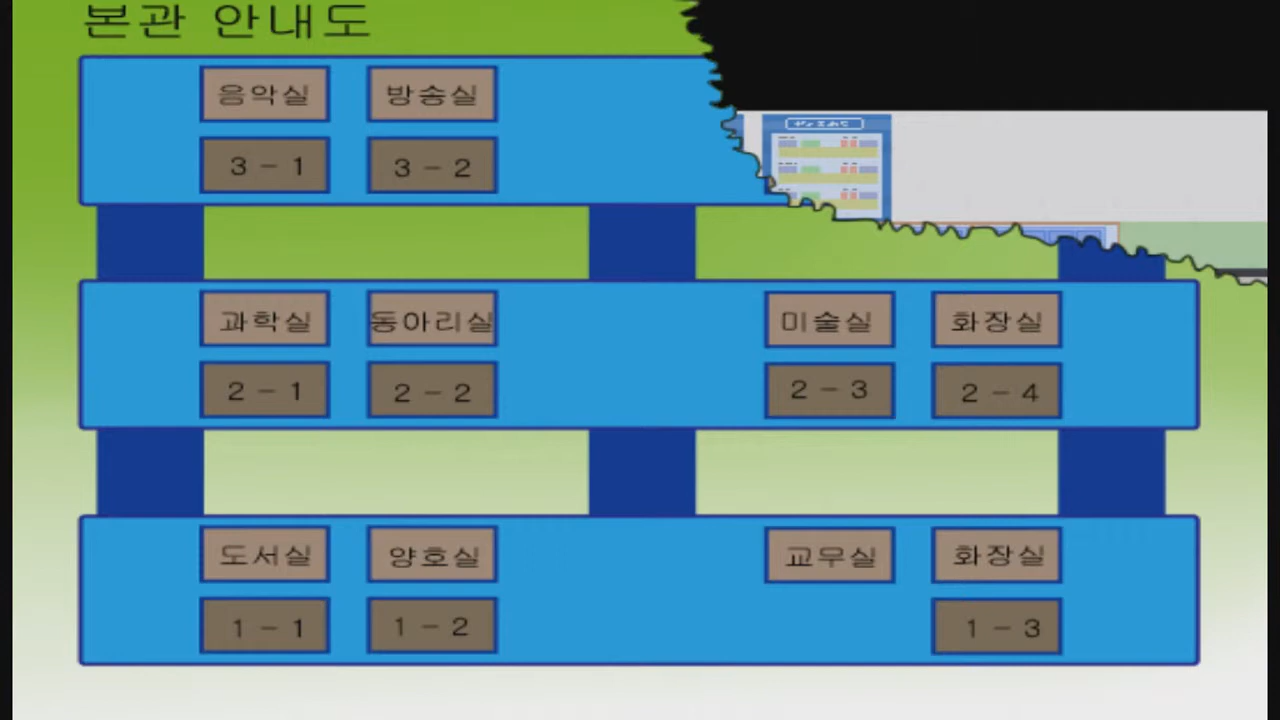 본관 안내도
음악실 방송실
3 - 1 3 - 2
과학실 동아리실 미술실 화장실
2 - 1 2 - 2 2 - 3 2 - 4
도서실 양호실 교무실 화장실
1 - 1 1 - 2 1 - 3